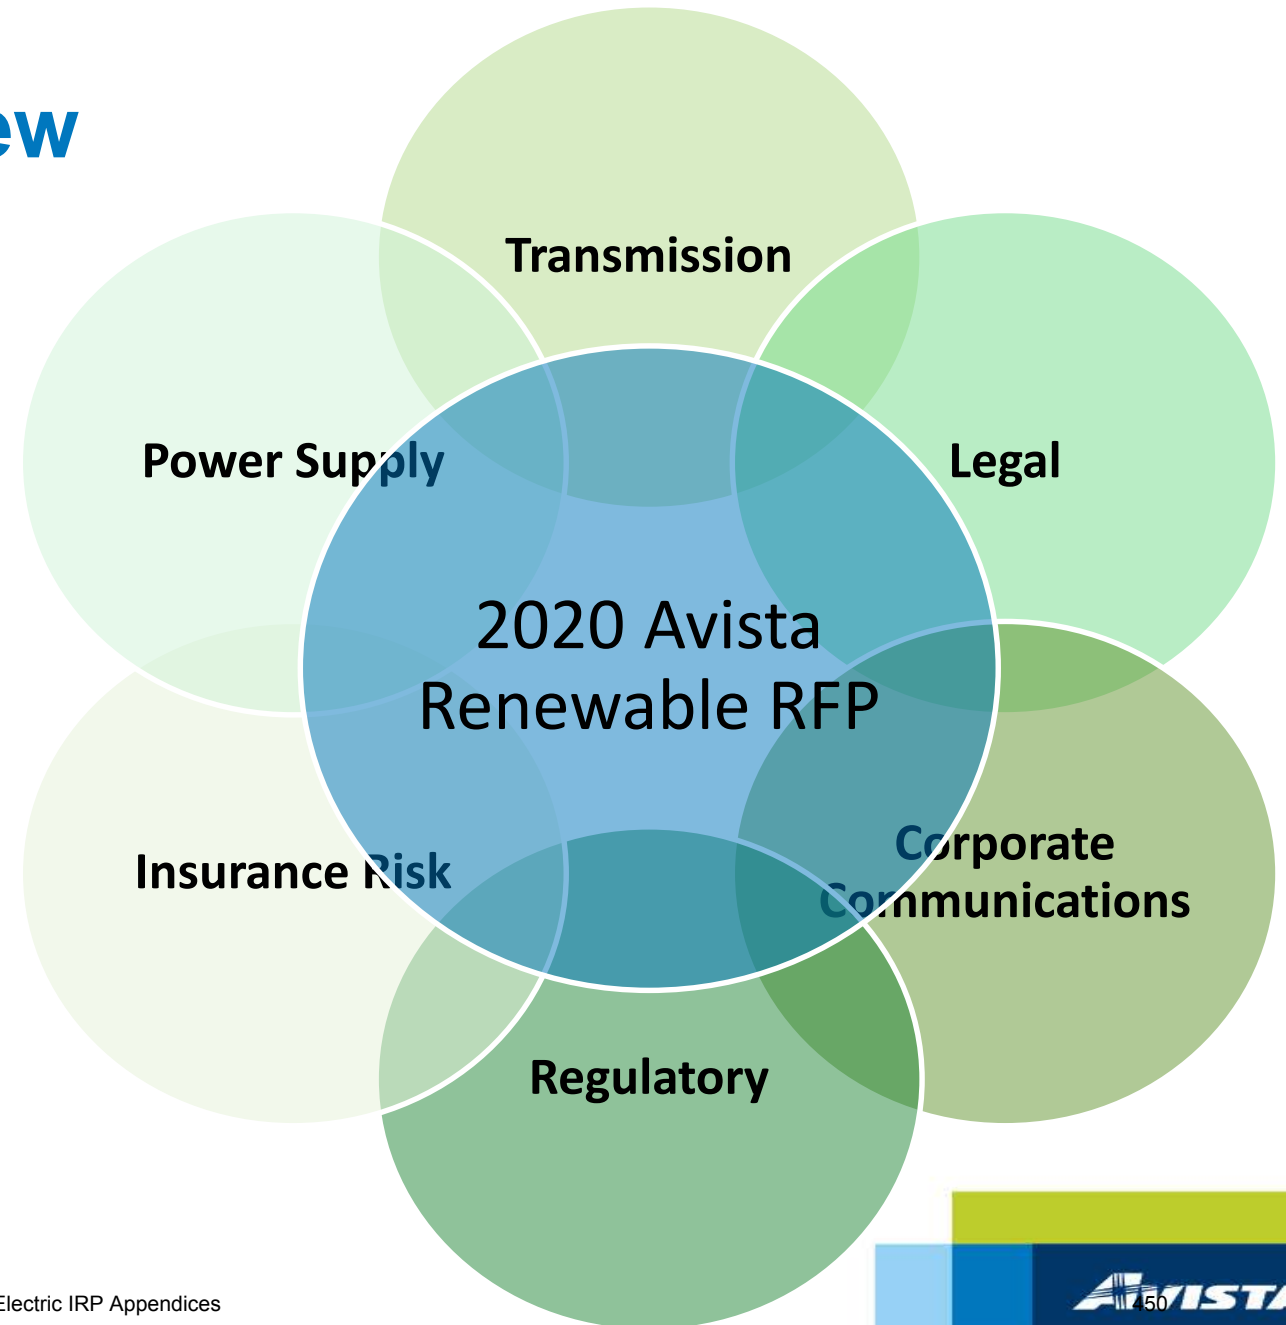 ew
Transmission
Power Supply
Legal
2020 Avista
Renewable RFP
Insurance Risk
Corporate
Communications
Regulatory
Electric IRP Appendices
450
AVISTA